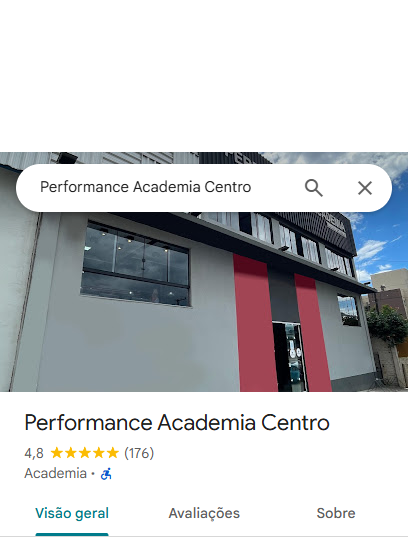 Performance Academia Centro
Performance Academia Centro
4,8 (176)
Academia ·
Visão geral Avaliações Sobre